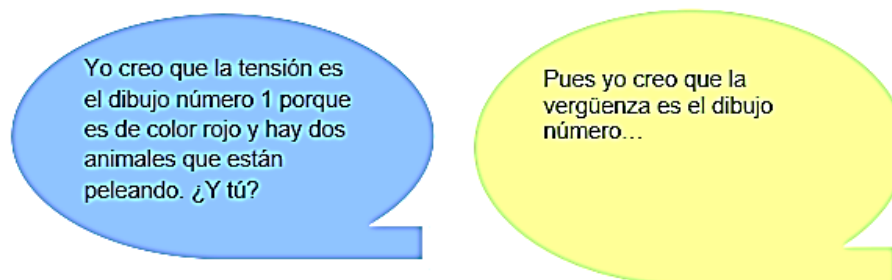 Yo creo que la tensión es
el dibujo número 1 porque
es de color rojo y hay dos
animales que están
peleando. ¿Y tú?
Pues yo creo que la
vergüenza es el dibujo
número…